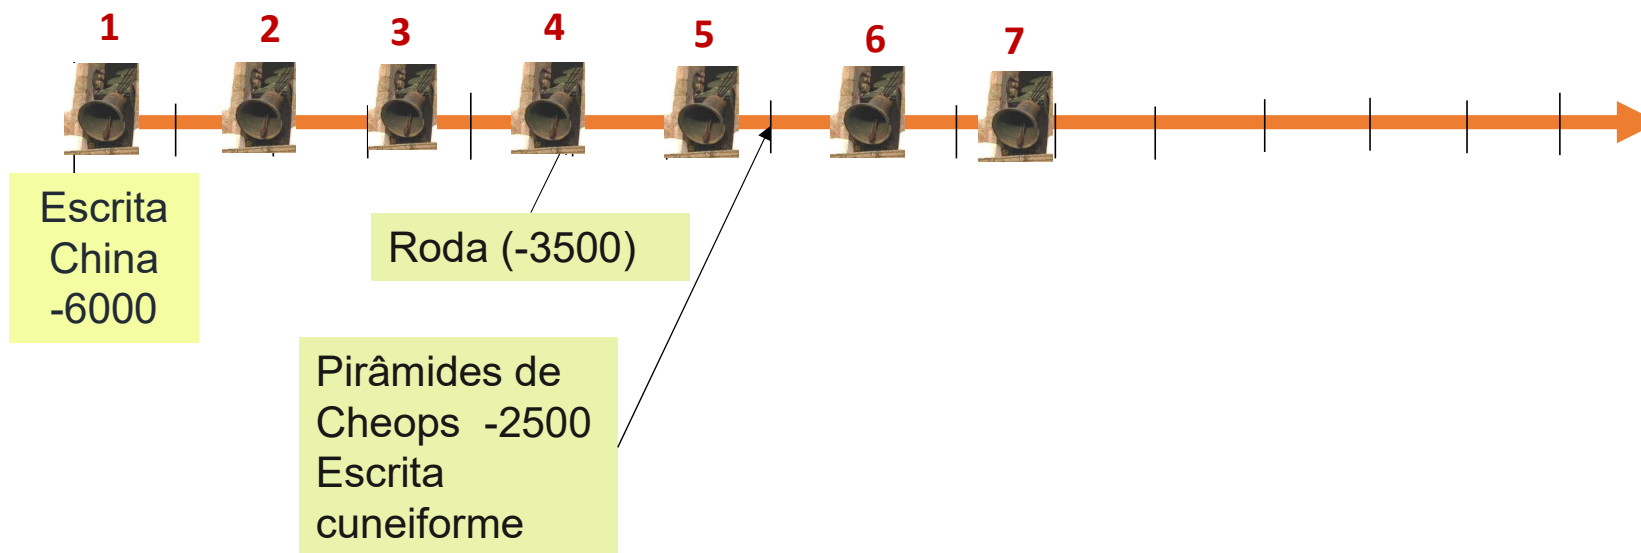 1 2 3 4 5 6 7
Escrita
China
-6000
Roda (-3500)
Pirâmides de
Cheops -2500
Escrita
cuneiforme